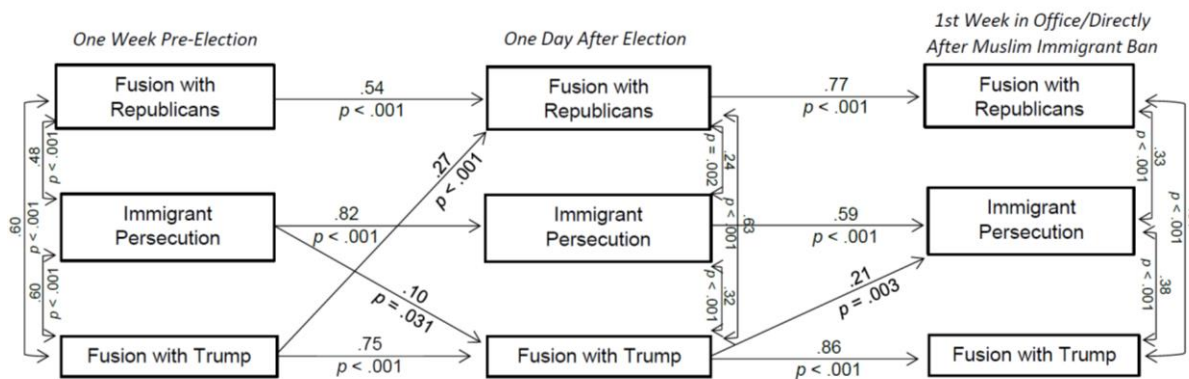 One Week Pre-Election
One Day After Election
1st Week in Office/Directly
After Muslim Immigrant Ban
Fusion with
Republicans
.54
p < .001
Fusion with
Republicans
.77
p < .001
Fusion with
Republicans
.48
p < .001
.27
p < .001
.24
p = .002
.33
p < .001
.60
p < .001
Immigrant
Persecution
.82
p < .001
Immigrant
Persecution
.63
p < .001
.59
p < .001
Immigrant
Persecution
p < .001
.60
p < .001
.10
p = .031
.32
p < .001
.21
p = .003
.38
p < .001
Fusion with Trump
.75
p < .001
Fusion with Trump
.86
p < .001
Fusion with Trump